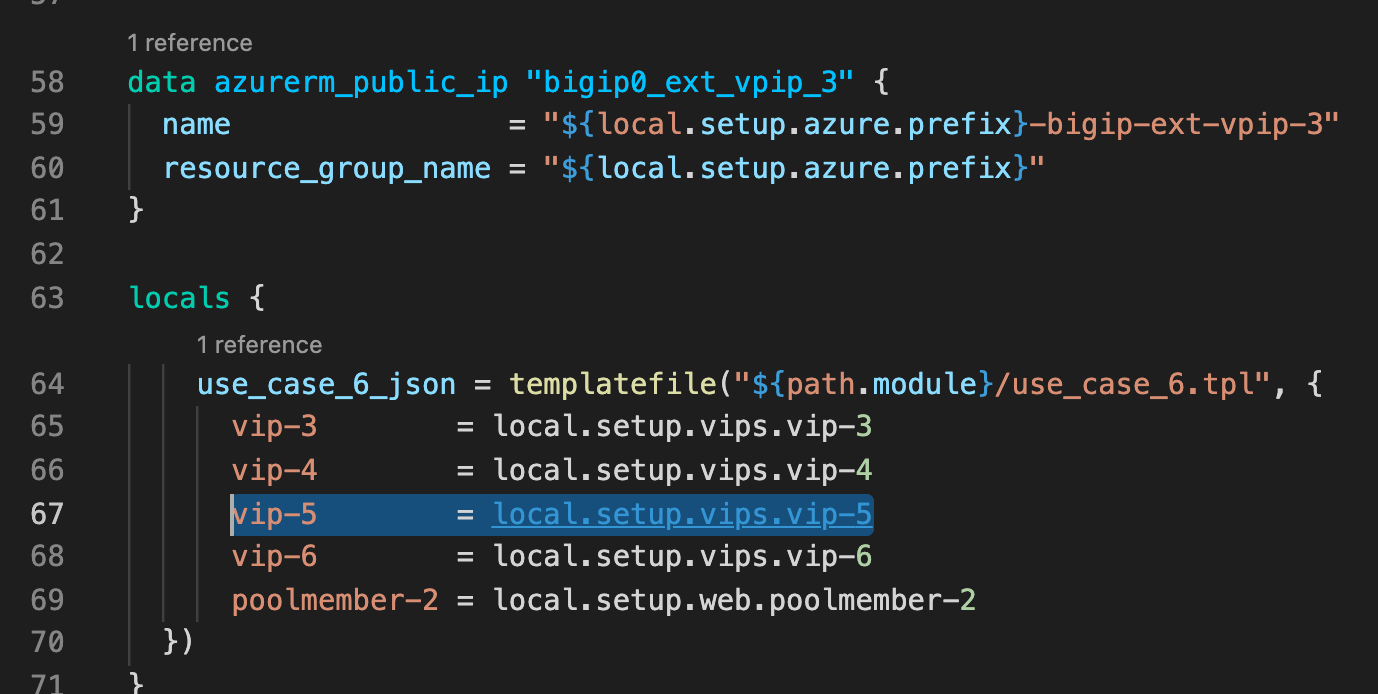 1 reference
58 data azurerm_public_ip "bigip0_ext_vpip_3" {
59 name = "${local.setup.azure.prefix}-bigip-ext-vpip-3"
60 resource_group_name = "${local.setup.azure.prefix}"
61 }
62
63 locals {
1 reference
64 use_case_6_json = templatefile("${path.module}/use_case_6.tpl", {
65 vip-3 = local.setup.vips.vip-3
66 vip-4 = local.setup.vips.vip-4
67 vip-5 = local.setup.vips.vip-5
68 vip-6 = local.setup.vips.vip-6
69 poolmember-2 = local.setup.web.poolmember-2
70 })
71 }